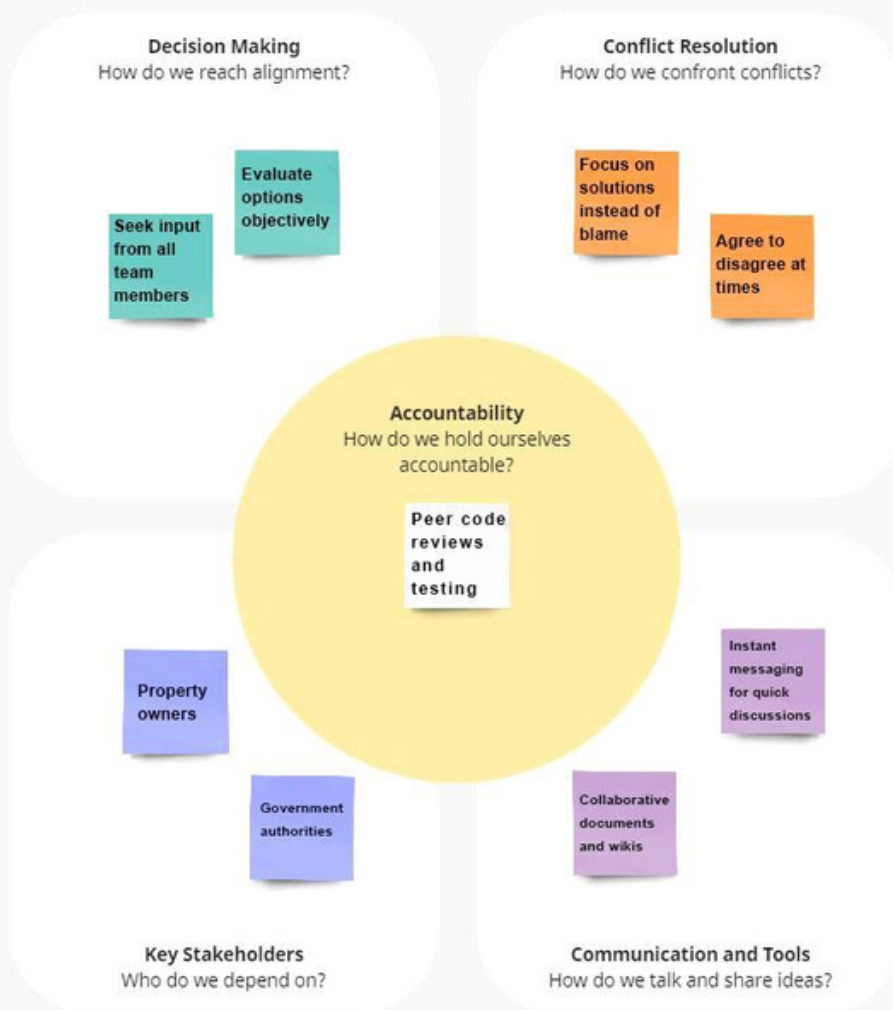 Decision Making
How do we reach alignment?
Seek input
from all
team
members
Evaluate
options
objectively
Conflict Resolution
How do we confront conflicts?
Focus on
solutions
instead of
blame
Agree to
disagree at
times
Accountability
How do we hold ourselves
accountable?
Peer code
reviews
and
testing
Property
owners
Government
authorities
Key Stakeholders
Who do we depend on?
Instant
messaging
for quick
discussions
Collaborative
documents
and wikis
Communication and Tools
How do we talk and share ideas?